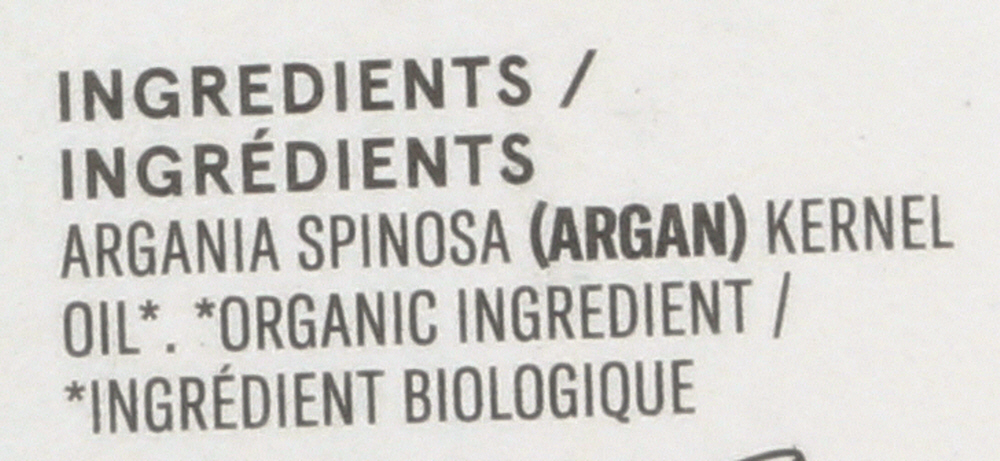 INGREDIENTS /
INGRÉDIENTS
ARGANIA SPINOSA (ARGAN) KERNEL
OIL*. *ORGANIC INGREDIENT /
*INGRÉDIENT BIOLOGIQUE